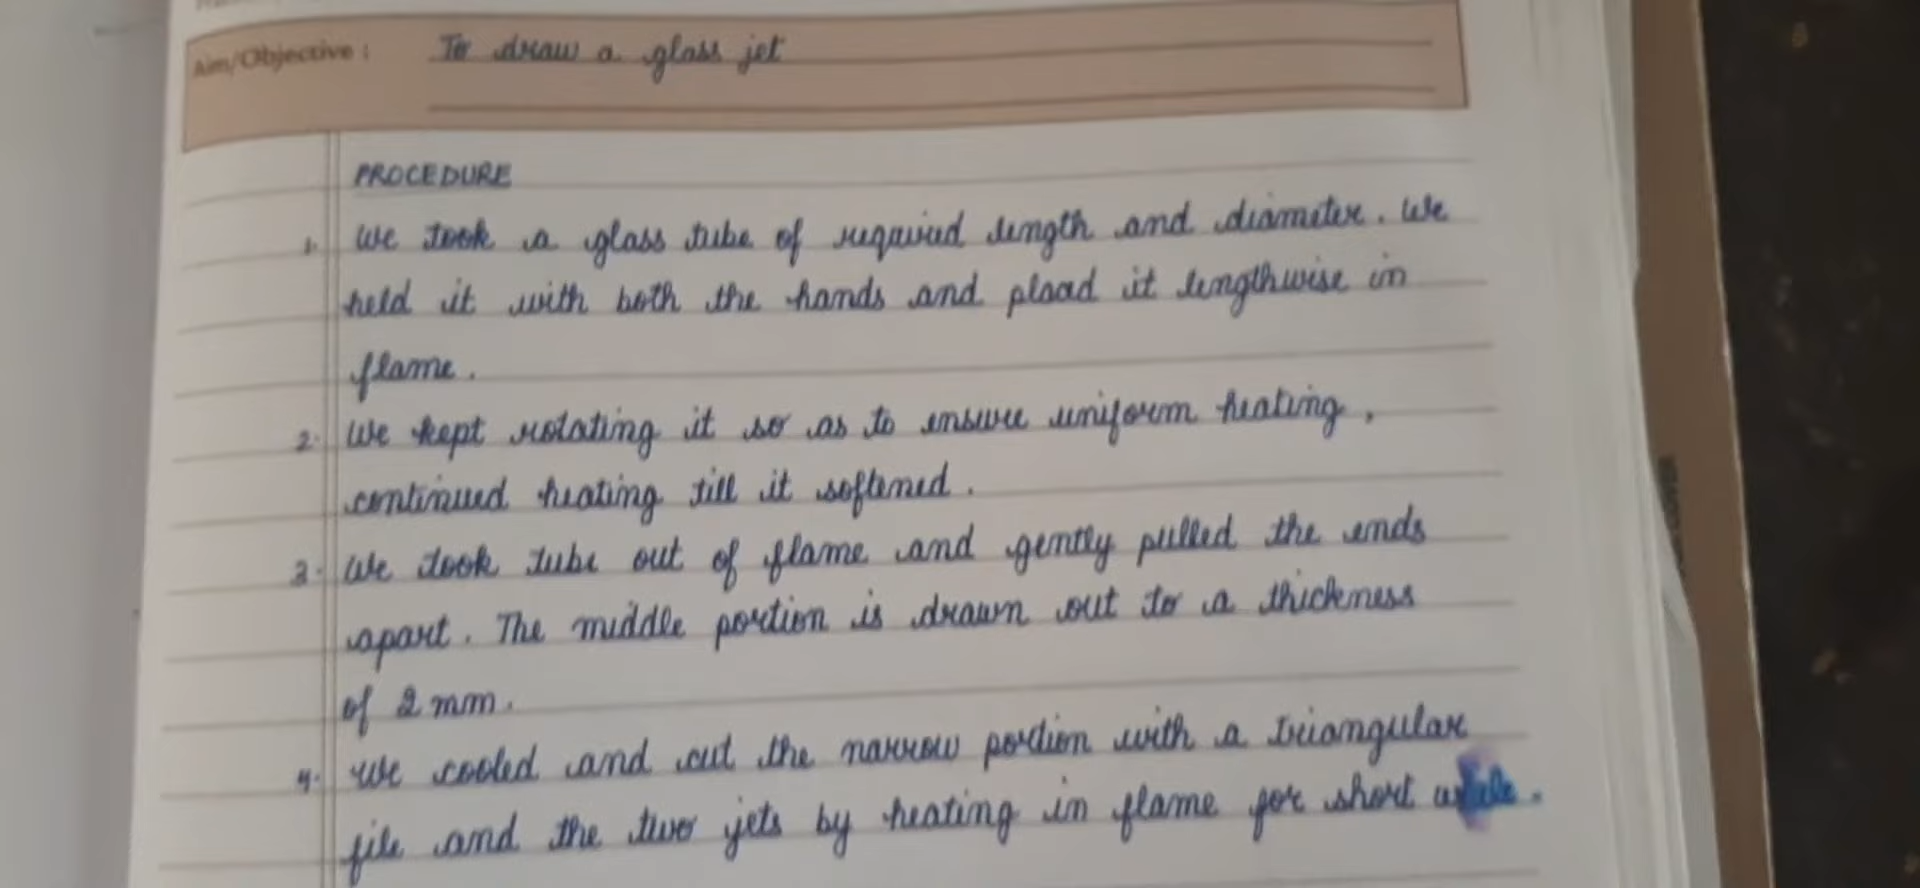 Aim/Objective : To draw a glass jet
PROCEDURE
1. We took a glass tube of required length and diameter. We
held it with both the hands and placd it lengthwise in
flame.
2. We kept rotating it so as to ensure uniform heating,
continued heating till it softened.
3. We took tube out of flame and gently pulled the ends
apart. The middle portion is drawn out to a thickness
of 2 mm.
4. We cooled and cut the narrow portion with a triangular
file and the two jets by heating in flame for short